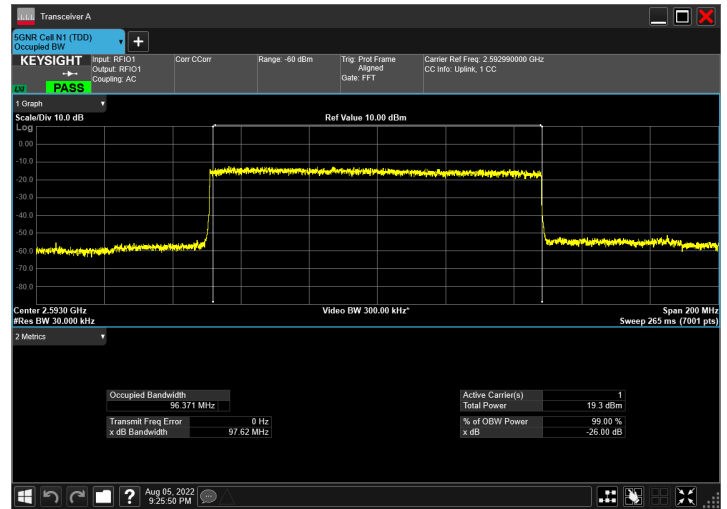 Transceiver A
5GNR Cell N1 (TDD)
Occupied BW
KEYSIGHT
LXI
PASS
Input: RFIO1
Output: RFIO1
Coupling: AC
Corr CCorr
Range: -60 dBm
Trig: Prot Frame
Aligned
Gate: FFT
Carrier Ref Freq: 2.592990000 GHz
CC Info: Uplink, 1 CC
1 Graph
Scale/Div 10.0 dB
Ref Value 10.00 dBm
Log
0.00
-10.0
-20.0
-30.0
-40.0
-50.0
-60.0
-70.0
-80.0
Center 2.5930 GHz
Video BW 300.00 kHz*
Span 200 MHz
#Res BW 30.000 kHz
Sweep 265 ms (7001 pts)
2 Metrics
Occupied Bandwidth
96.371 MHz
Transmit Freq Error 0 Hz
x dB Bandwidth 97.62 MHz
Active Carrier(s) 1
Total Power 19.3 dBm
% of OBW Power 99.00 %
x dB -26.00 dB
Aug 05, 2022
9:25:50 PM